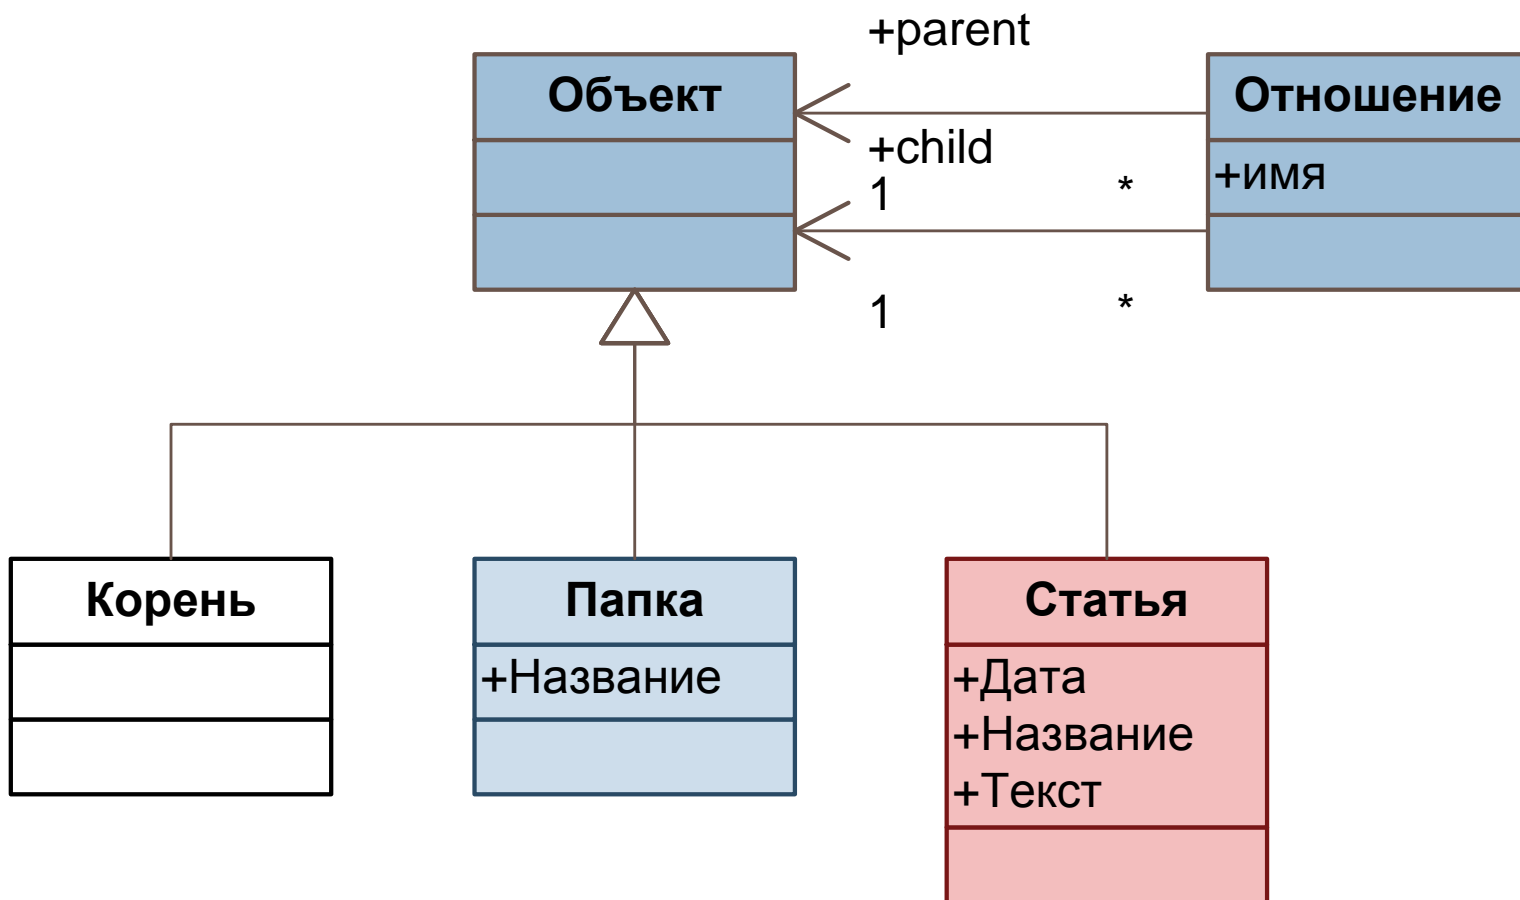 +parent
Объект
Отношение
+child
+имя
1
*
1
*
Корень
Папка
Статья
+Название
+Дата
+Название
+Текст